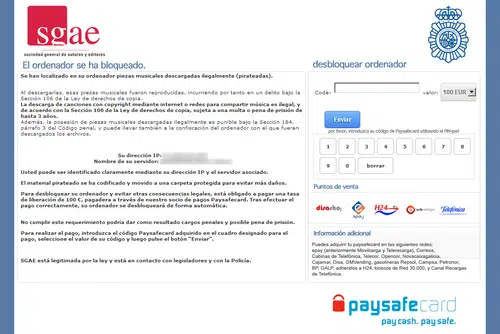 sgae
sociedad general de autores y editores
El ordenador se ha bloqueado.
Se han localizado en su ordenador piezas musicales descargadas ilegalmente (pirateadas).
Al descargarlas, esas piezas musicales fueron reproducidas, incurriendo por tanto en un delito bajo la
Sección 106 de la Ley de derechos de copia.
La descarga de canciones con copyright mediante internet o redes para compartir música es ilegal, y
de acuerdo con la Sección 106 de la Ley de derechos de copia, sujeta a una multa o pena de prisión de
hasta 3 años.
Además, la posesión de piezas musicales descargadas ilegalmente es punible bajo la Sección 184,
párrafo 3 del Código penal, y puede llevar también a la confiscación del ordenador con el que fueran
descargados los archivos.
Su dirección IP:
Nombre de su servidor:
Usted puede ser identificado claramente mediante su dirección IP y el servidor asociado.
El material pirateado se ha codificado y movido a una carpeta protegida para evitar más daños.
Para desbloquear su ordenador y evitar otras consecuencias legales, está obligado a pagar una tasa
de liberación de 100 €, pagadera a través de nuestro socio de pagos Paysafecard. Tras efectuar el
pago correctamente, su ordenador se desbloqueará de forma automática.
No cumplir este requerimiento podría dar como resultado cargos penales y posible pena de prisión.
Para realizar el pago, introduzca el código Paysafecard adquirido en el cuadro designado para el
pago, seleccione el valor de su código y luego pulse el botón "Enviar".
SGAE está legitimada por la ley y está en contacto con legisladores y con la Policía.
desbloquear ordenador
Code: valor: 100 EUR
Enviar
por favor, introduzca su código de Paysafecard utilizando el PIN-pad
1 2 3 4 5 6 7 8
9 0 borrar
Puntos de venta
disashop epay H24 Telefónica
Información adicional
Puedes adquirir tu paysafecard en las siguientes redes:
epay (anteriormente Movilcarga y Telerecarga), Correos,
Cabinas de Telefónica, Telecor, Opencor, Novacaixagalicia,
Cajamar, Disa, GMVending, gasolineras Repsol, Campsa, Petronor,
BP, GALP, adheridos a H24, kioscos de Red 30.000, y Canal Recargas
de Telefónica.
paysafecard
pay cash. pay safe.